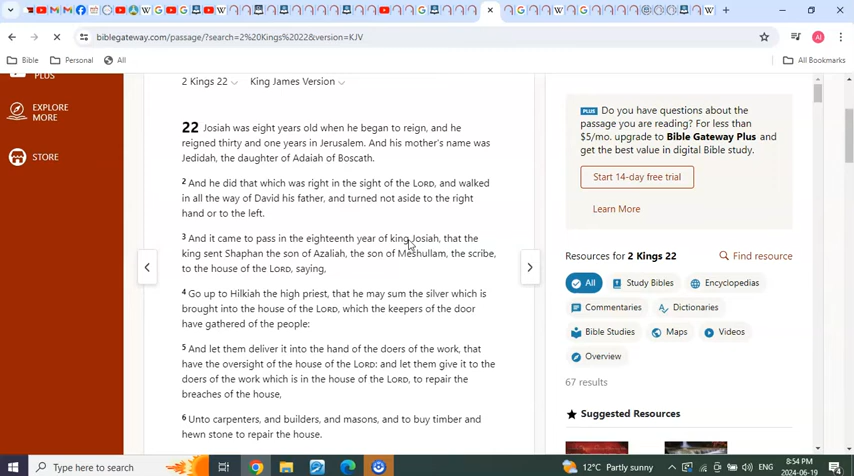 biblegateway.com/passage/?search=2%20Kings%2022&version=KJV
AI
Bible
Personal
All
All Bookmarks
PLUS
EXPLORE
MORE
STORE
2 Kings 22
King James Version
22 Josiah was eight years old when he began to reign, and he
reigned thirty and one years in Jerusalem. And his mother's name was
Jedidah, the daughter of Adaiah of Boscath.
2 And he did that which was right in the sight of the LORD, and walked
in all the way of David his father, and turned not aside to the right
hand or to the left.
3 And it came to pass in the eighteenth year of king Josiah, that the
king sent Shaphan the son of Azaliah, the son of Meshullam, the scribe,
to the house of the LORD, saying,
4 Go up to Hilkiah the high priest, that he may sum the silver which is
brought into the house of the LORD, which the keepers of the door
have gathered of the people:
5 And let them deliver it into the hand of the doers of the work, that
have the oversight of the house of the LORD: and let them give it to the
doers of the work which is in the house of the LORD, to repair the
breaches of the house,
6 Unto carpenters, and builders, and masons, and to buy timber and
hewn stone to repair the house.
PLUS Do you have questions about the
passage you are reading? For less than
$5/mo. upgrade to Bible Gateway Plus and
get the best value in digital Bible study.
Start 14-day free trial
Learn More
Resources for 2 Kings 22
Find resource
All
Study Bibles
Encyclopedias
Commentaries
Dictionaries
Bible Studies
Maps
Videos
Overview
67 results
Suggested Resources
Type here to search
12°C Partly sunny
ENG
8:54 PM
2024-06-19